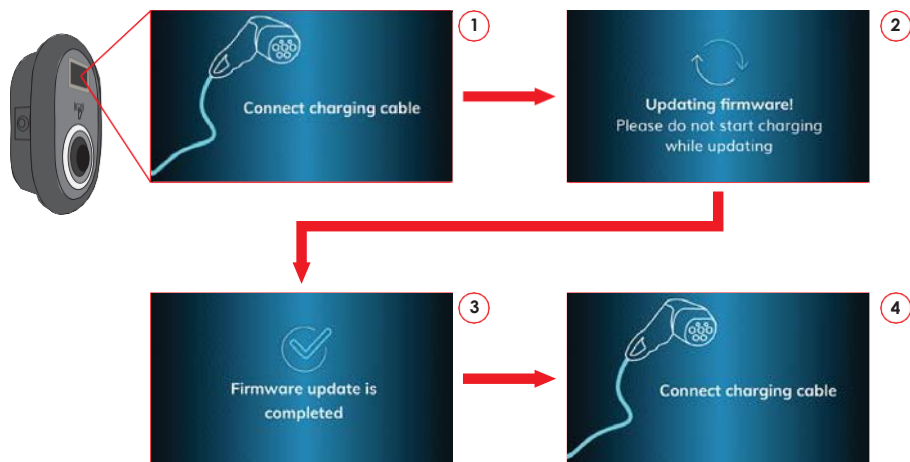 1
Connect charging cable
2
Updating firmware!
Please do not start charging
while updating
3
Firmware update is
completed
4
Connect charging cable